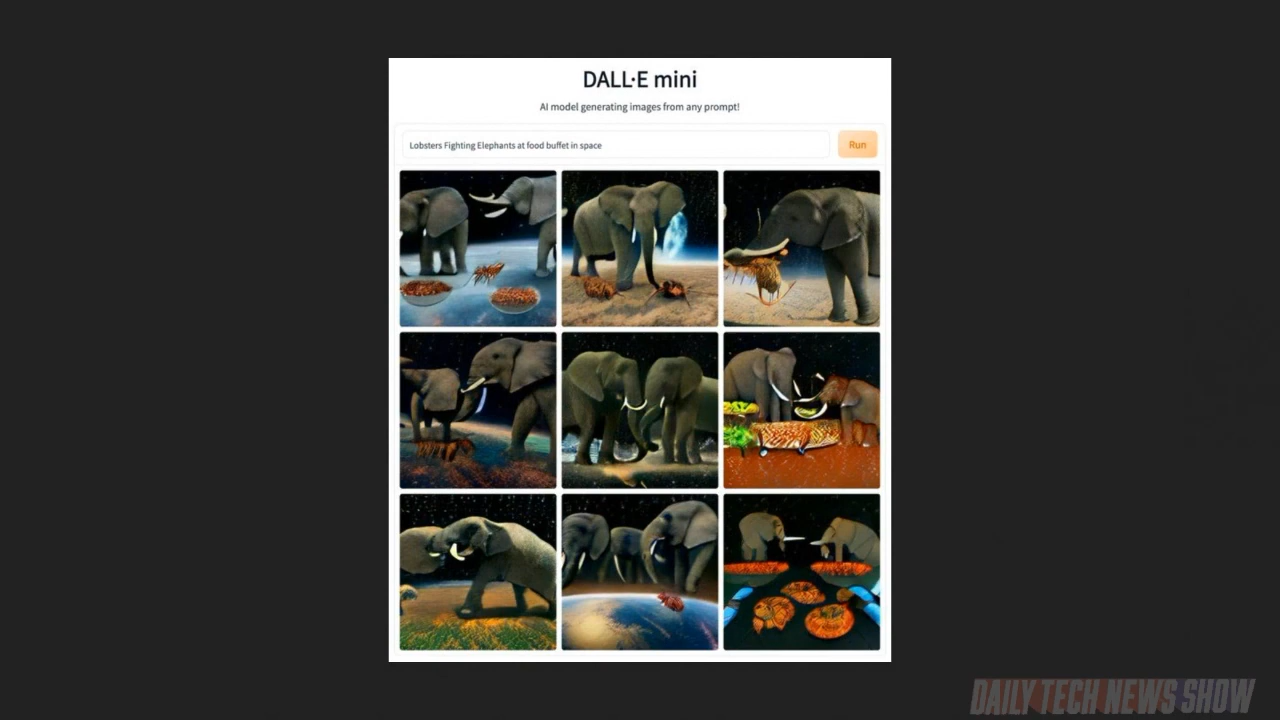 DALL·E mini
AI model generating images from any prompt!
Lobsters Fighting Elephants at food buffet in space
Run
DAILY TECH NEWS SHOW